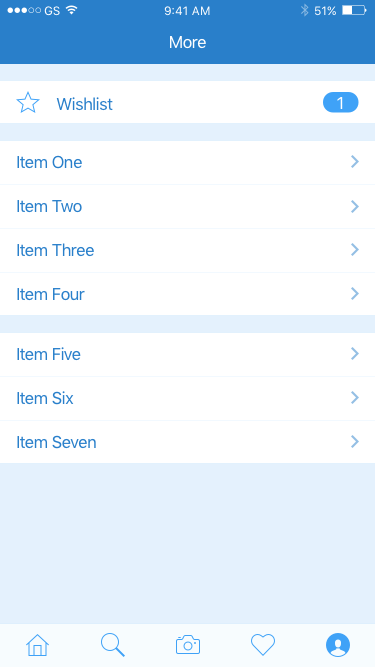 GS 9:41 AM 51%
More
Wishlist 1
Item One
Item Two
Item Three
Item Four
Item Five
Item Six
Item Seven